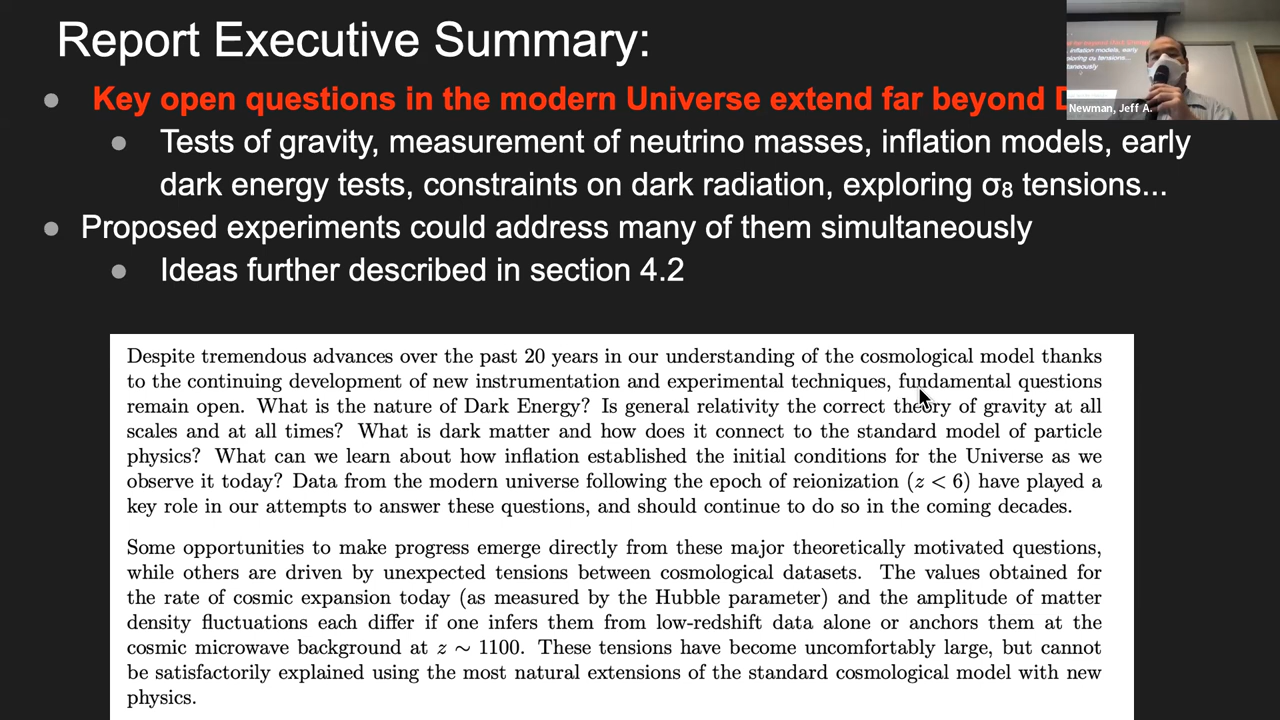 Report Executive Summary:
Key open questions in the modern Universe extend far beyond
Newman, Jeff A.
Tests of gravity, measurement of neutrino masses, inflation models, early
dark energy tests, constraints on dark radiation, exploring σ₈ tensions...
Proposed experiments could address many of them simultaneously
Ideas further described in section 4.2
Despite tremendous advances over the past 20 years in our understanding of the cosmological model thanks
to the continuing development of new instrumentation and experimental techniques, fundamental questions
remain open. What is the nature of Dark Energy? Is general relativity the correct theory of gravity at all
scales and at all times? What is dark matter and how does it connect to the standard model of particle
physics? What can we learn about how inflation established the initial conditions for the Universe as we
observe it today? Data from the modern universe following the epoch of reionization (z < 6) have played a
key role in our attempts to answer these questions, and should continue to do so in the coming decades.
Some opportunities to make progress emerge directly from these major theoretically motivated questions,
while others are driven by unexpected tensions between cosmological datasets. The values obtained for
the rate of cosmic expansion today (as measured by the Hubble parameter) and the amplitude of matter
density fluctuations each differ if one infers them from low-redshift data alone or anchors them at the
cosmic microwave background at z ∼ 1100. These tensions have become uncomfortably large, but cannot
be satisfactorily explained using the most natural extensions of the standard cosmological model with new
physics.